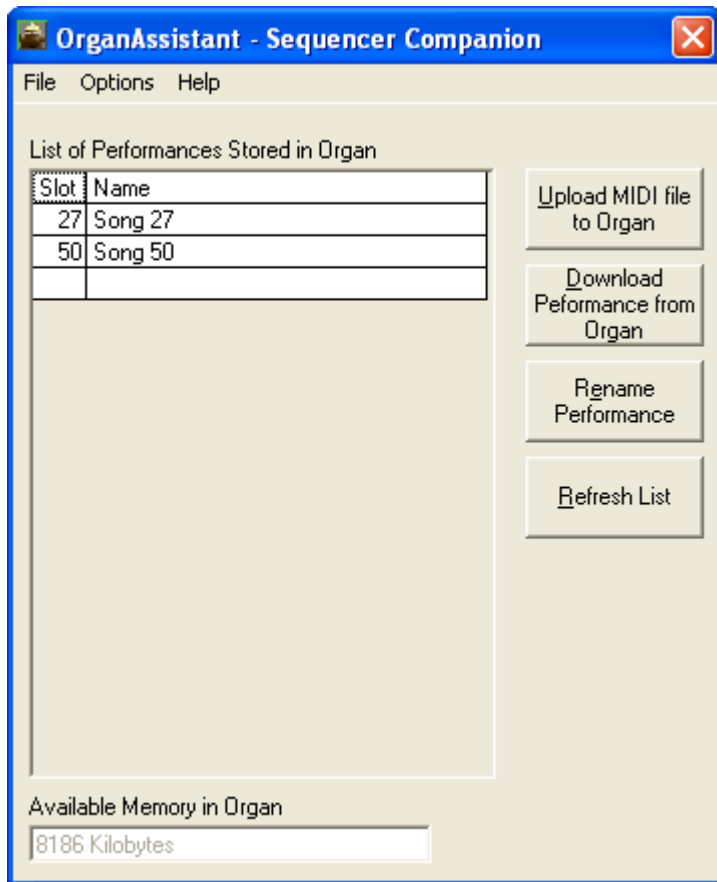 OrganAssistant - Sequencer Companion
File Options Help
List of Performances Stored in Organ
Slot Name
27 Song 27
50 Song 50
Upload MIDI file
to Organ
Download
Peformance from
Organ
Rename
Performance
Refresh List
Available Memory in Organ
8186 Kilobytes